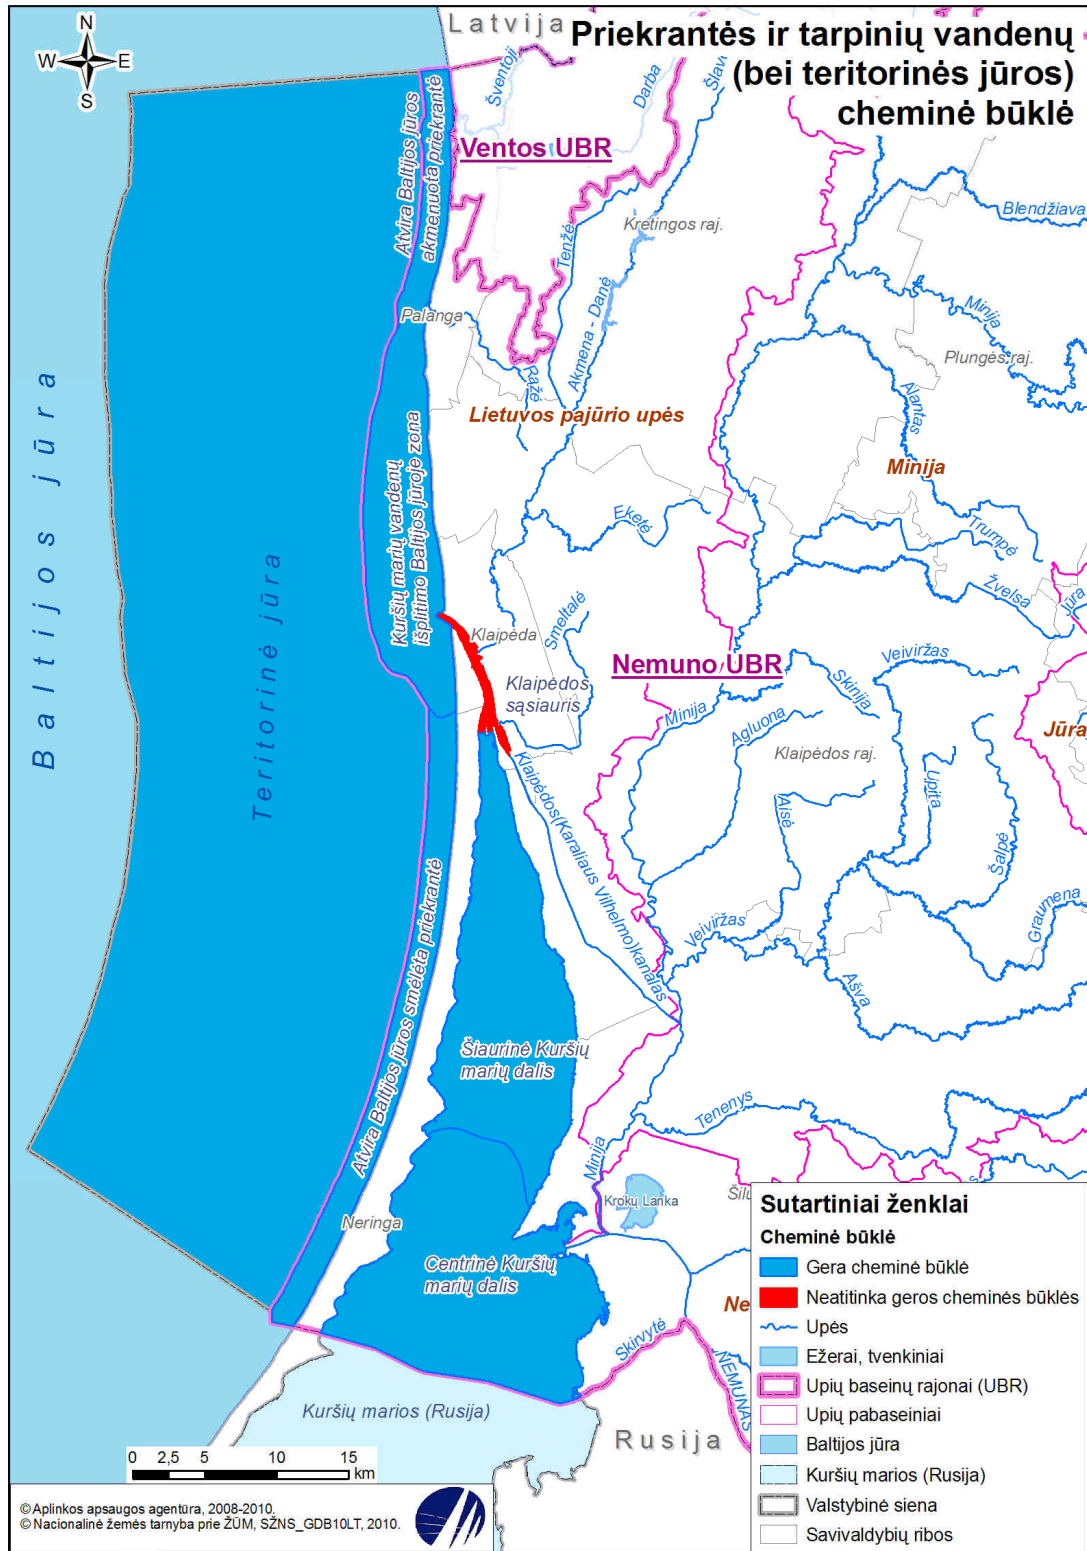 Priekrantės ir tarpinių vandenų
(bei teritorinės jūros)
cheminė būklė
N
W
E
S
Latvija
Šventoji
Darba
Ventos UBR
Atvira Baltijos jūros
akmenuota priekrantė
Kretingos raj.
Tenžė
Akmena - Danė
Blendžiava
Minija
Plungės raj.
Alantas
Palanga
Ražė
Lietuvos pajūrio upės
Minija
Baltijos jūra
Teritorinė jūra
Kuršių marių vandenų
išplitimo Baltijos jūroje zona
Eketė
Trumpė
Žvelsa
Jūra
Smeltalė
Klaipėda
Klaipėdos
sąsiauris
Nemuno UBR
Veiviržas
Skinija
Minija
Agluona
Klaipėdos raj.
Jūra
Upita
Aisė
Šalpė
Graumena
Klaipėdos(Karaliaus Vilhelmo)kanalas
Veiviržas
Ašva
Atvira Baltijos jūros smėlėta priekrantė
Šiaurinė Kuršių
marių dalis
Tenenys
Minija
Krokų Lanka
Neringa
Centrinė Kuršių
marių dalis
Skirvytė
NEMUNAS
Kuršių marios (Rusija)
Rusija
Sutartiniai ženklai
Cheminė būklė
Gera cheminė būklė
Neatitinka geros cheminės būklės
Upės
Ežerai, tvenkiniai
Upių baseinų rajonai (UBR)
Upių pabaseiniai
Baltijos jūra
Kuršių marios (Rusija)
Valstybinė siena
Savivaldybių ribos
0 2,5 5 10 15
km
© Aplinkos apsaugos agentūra, 2008-2010.
© Nacionalinė žemės tarnyba prie ŽŪM, SŽNS_GDB10LT, 2010.